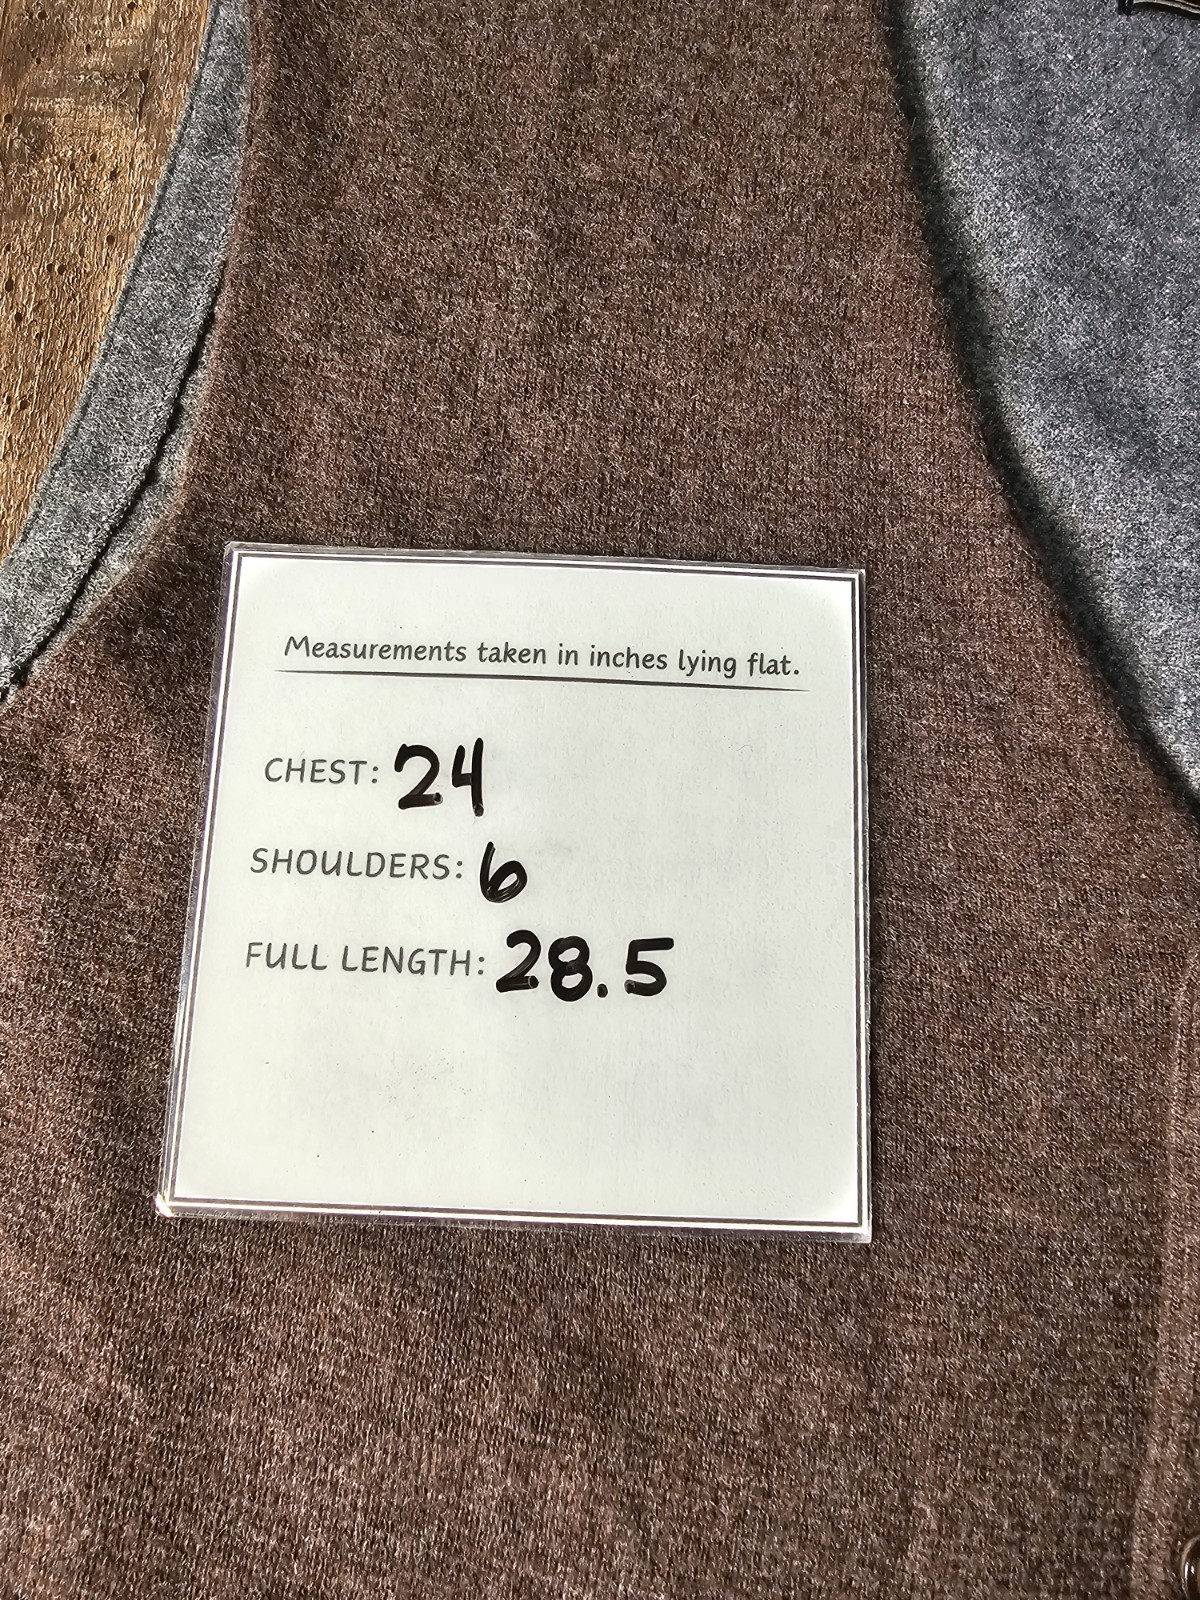 Measurements taken in inches lying flat.
CHEST: 24
SHOULDERS: 6
FULL LENGTH: 28.5